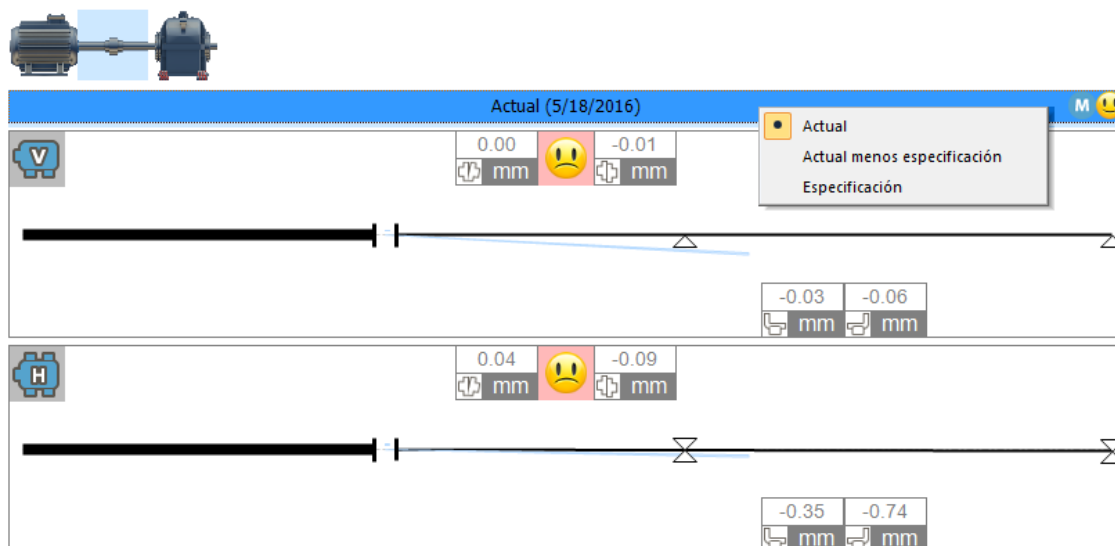 Actual (5/18/2016)
M
Actual
Actual menos especificación
Especificación
V
0.00
-0.01
mm
mm
-0.03
-0.06
mm
mm
H
0.04
-0.09
mm
mm
-0.35
-0.74
mm
mm